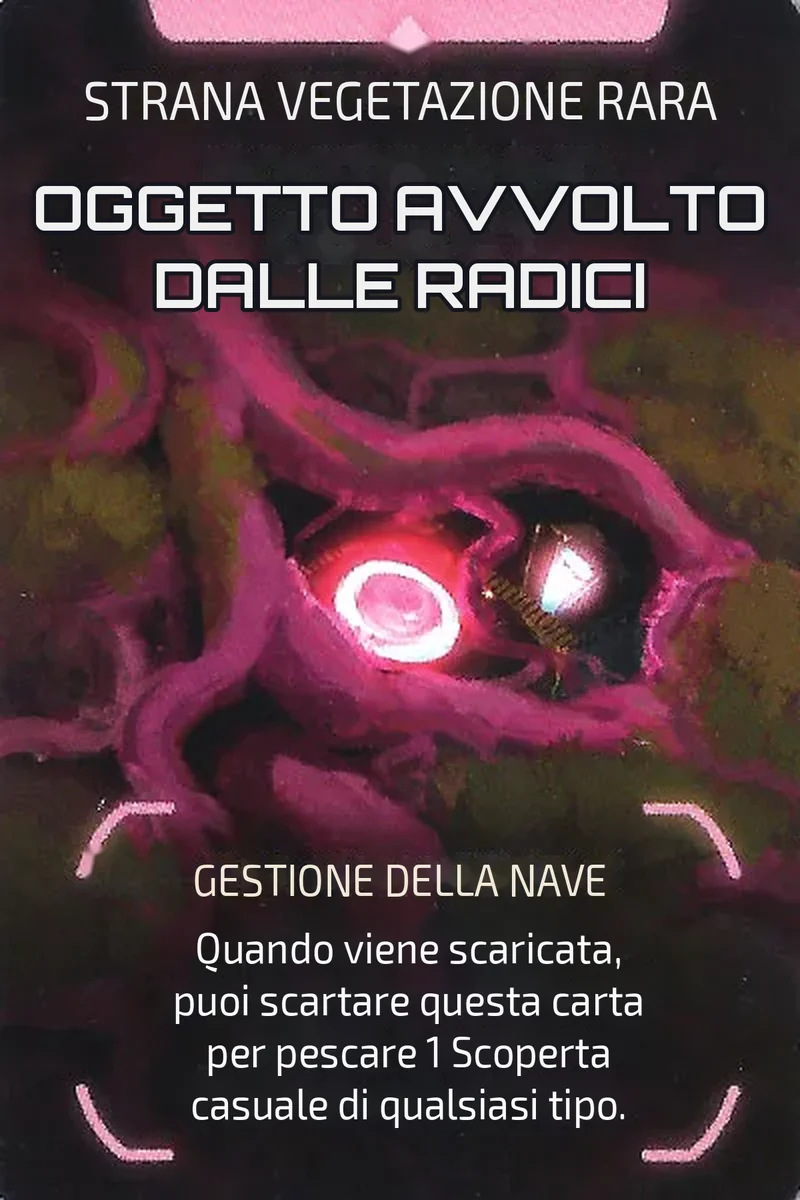 STRANA VEGETAZIONE RARA
OGGETTO AVVOLTO
DALLE RADICI
GESTIONE DELLA NAVE
Quando viene scaricata,
puoi scartare questa carta
per pescare 1 Scoperta
casuale di qualsiasi tipo.